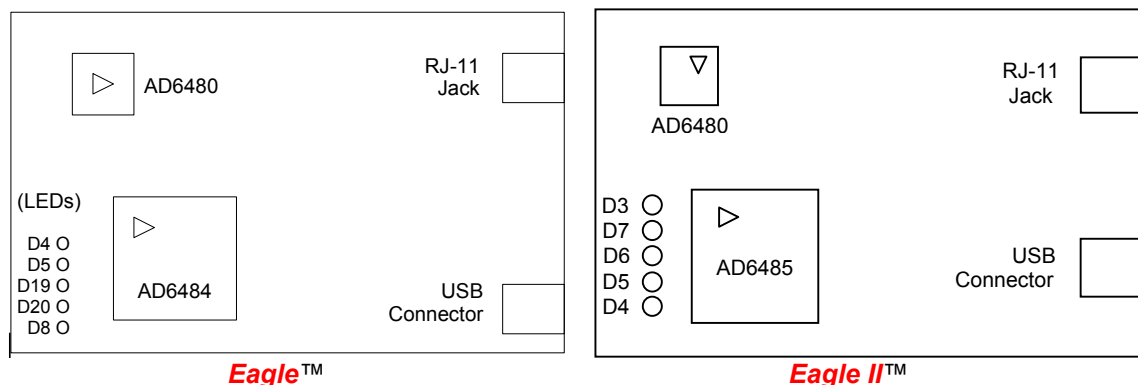 AD6480
RJ-11
Jack
(LEDs)
D4
D5
D19
D20
D8
AD6484
USB
Connector
Eagle™
AD6480
RJ-11
Jack
D3
D7
D6
D5
D4
AD6485
USB
Connector
Eagle II™